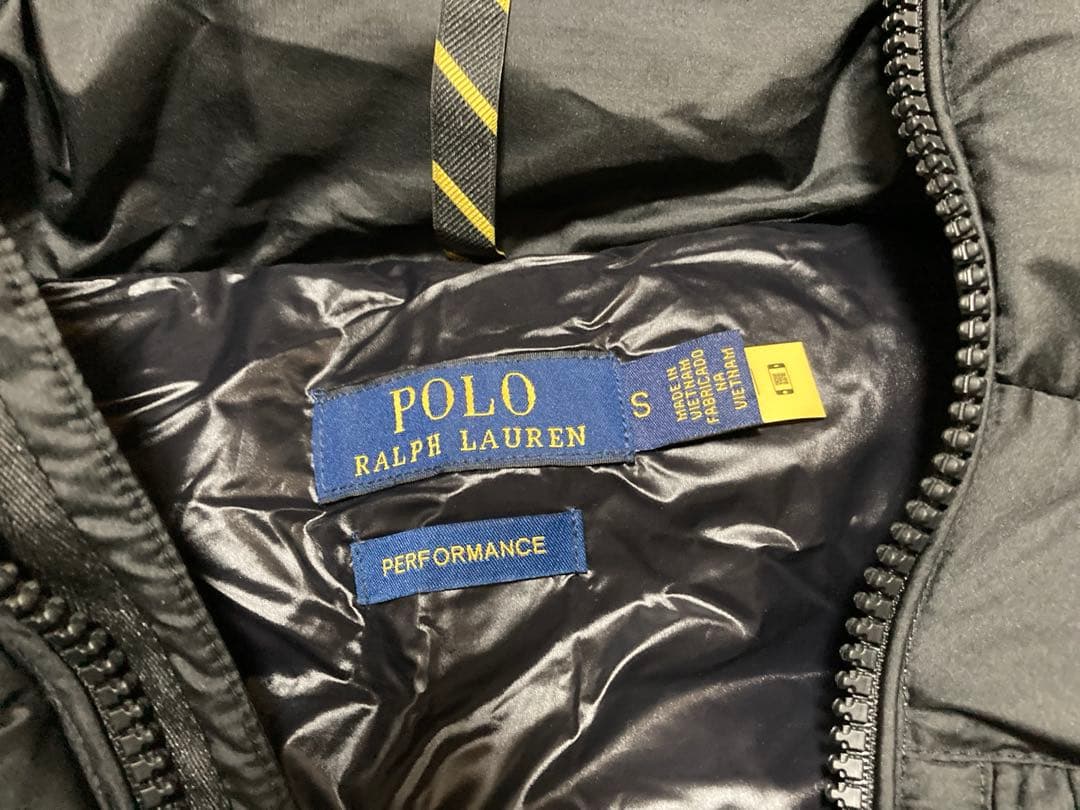 POLO
RALPH LAUREN
S
MADE IN
VIETNAM
FABRICADO
NA
VIETNAM
PERFORMANCE